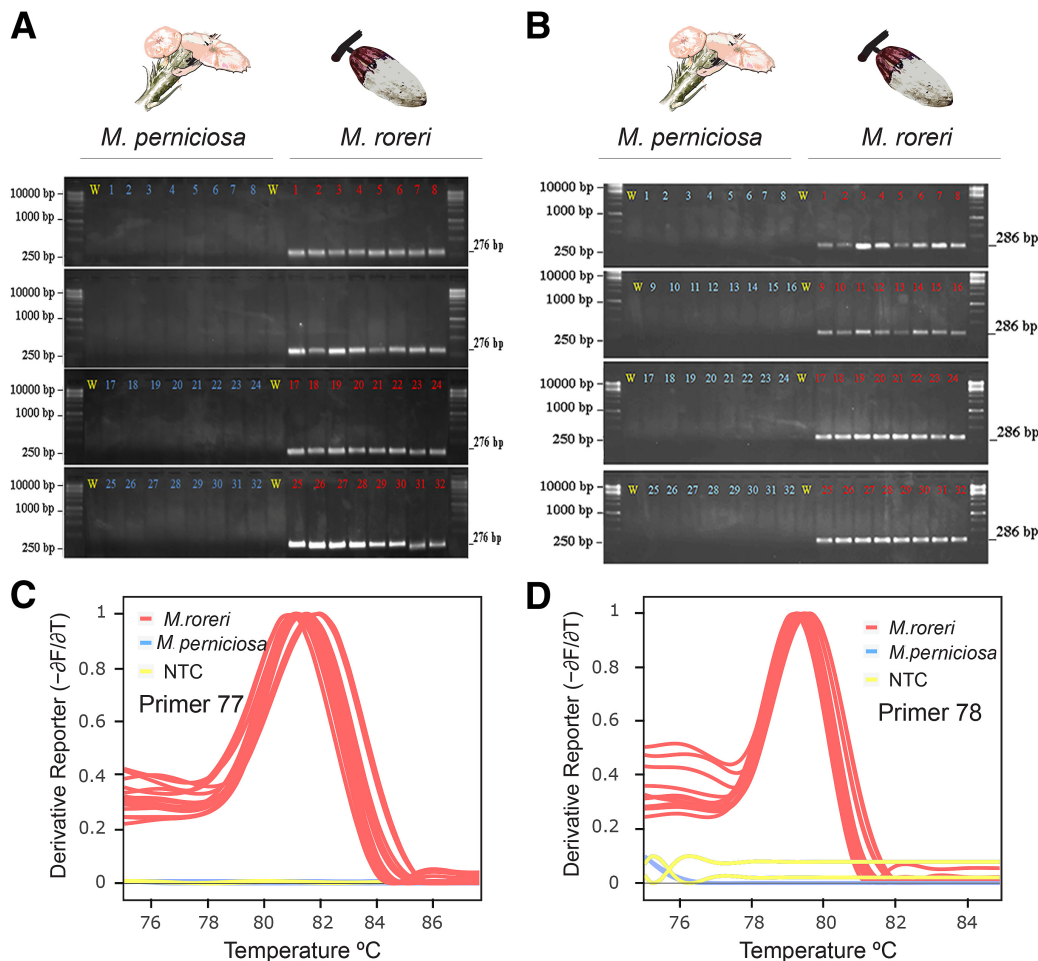 A
M. perniciosa
M. roreri
10000 bp
1000 bp
250 bp
W 1 2 3 4 5 6 7 8 W 1 2 3 4 5 6 7 8
276 bp
10000 bp
1000 bp
250 bp
276 bp
10000 bp
1000 bp
250 bp
W 17 18 19 20 21 22 23 24 W 17 18 19 20 21 22 23 24
276 bp
10000 bp
1000 bp
250 bp
W 25 26 27 28 29 30 31 32 W 25 26 27 28 29 30 31 32
276 bp
B
M. perniciosa
M. roreri
10000 bp
1000 bp
250 bp
W 1 2 3 4 5 6 7 8 W 1 2 3 4 5 6 7 8
286 bp
10000 bp
1000 bp
250 bp
W 9 10 11 12 13 14 15 16 W 9 10 11 12 13 14 15 16
286 bp
10000 bp
1000 bp
250 bp
W 17 18 19 20 21 22 23 24 W 17 18 19 20 21 22 23 24
286 bp
10000 bp
1000 bp
250 bp
W 25 26 27 28 29 30 31 32 W 25 26 27 28 29 30 31 32
286 bp
C
Derivative Reporter (−∂F/∂T)
1
0.8
0.6
0.4
0.2
0
M.roreri
M.perniciosa
NTC
Primer 77
76 78 80 82 84 86
Temperature ºC
D
Derivative Reporter (−∂F/∂T)
1
0.8
0.6
0.4
0.2
0
M.roreri
M.perniciosa
NTC
Primer 78
76 78 80 82 84
Temperature ºC